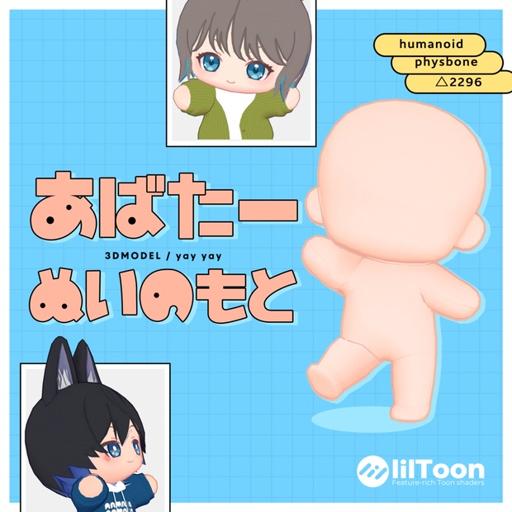 humanoid
physbone
△2296
あばたー
3DMODEL / yay yay
ぬいのもと
lilToon
Feature-rich Toon shaders